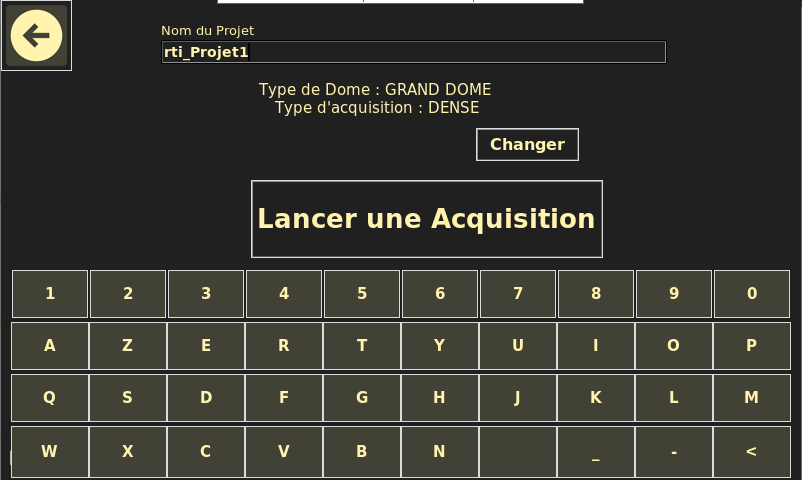 Nom du Projet
rti_Projet1
Type de Dome : GRAND DOME
Type d'acquisition : DENSE
Changer
Lancer une Acquisition
1 2 3 4 5 6 7 8 9 0
A Z E R T Y U I O P
Q S D F G H J K L M
W X C V B N _ - <